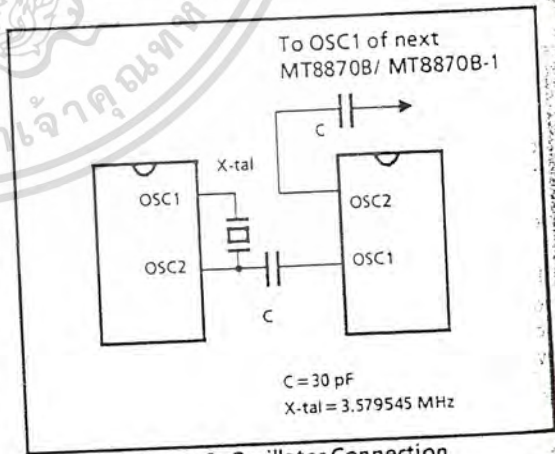 To OSC1 of next
MT8870B/ MT8870B-1
C
X-tal
OSC1
OSC2
OSC2
OSC1
C
C = 30 pF
X-tal = 3.579545 MHz
Oscillator Connection